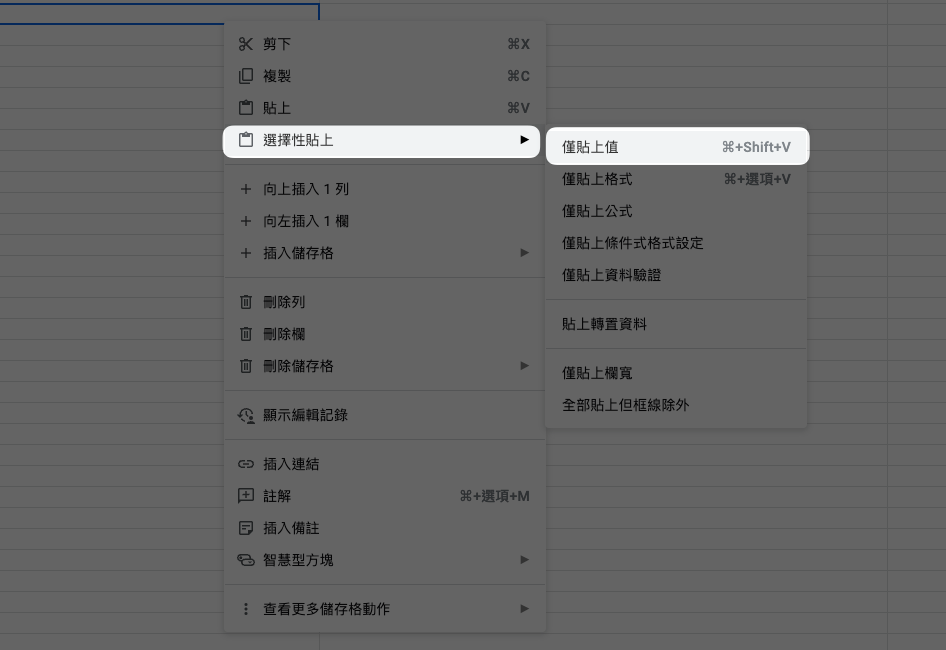 剪下 ⌘X
複製 ⌘C
貼上 ⌘V
選擇性貼上 ►
向上插入 1 列
向左插入 1 欄
插入儲存格 ►
刪除列
刪除欄
刪除儲存格 ►
顯示編輯記錄
插入連結
註解 ⌘+選項+M
插入備註
智慧型方塊 ►
查看更多儲存格動作 ►
僅貼上值 ⌘+Shift+V
僅貼上格式 ⌘+選項+V
僅貼上公式
僅貼上條件式格式設定
僅貼上資料驗證
貼上轉置資料
僅貼上欄寬
全部貼上但框線除外